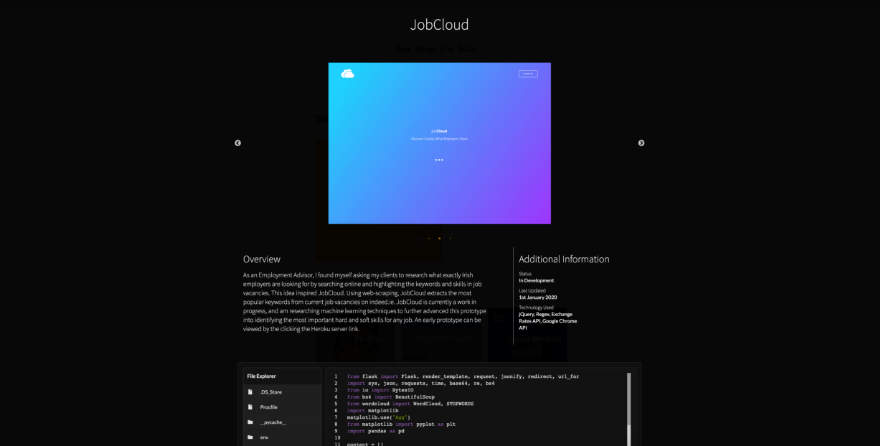 JobCloud
jobCloud
Overview
As an Employment Advisor, I found myself asking my clients to research what exactly Irish
employers are looking for by searching online and highlighting the keywords and skills in job
vacancies. This idea inspired JobCloud. Using web-scraping, JobCloud extracts the most
popular keywords from current job vacancies on indeed.ie. JobCloud is currently a work in
progress, and am researching machine learning techniques to further advanced this prototype
into identifying the most important hard and soft skills for any job. An early prototype can be
viewed by the clicking the Heroku server link.
Additional Information
Status
In Development
Last Updated
1st January 2020
Technology Used
jQuery, Regex, Exchange
Rates API, Google Chrome
API
File Explorer
.DS_Store
Procfile
__pycache__
env
1 from flask import Flask, render_template, request, jsonify, redirect, url_for
2 import sys, json, requests, time, base64, re, bs4
3 from io import BytesIO
4 from bs4 import BeautifulSoup
5 from wordcloud import WordCloud, STOPWORDS
6 import matplotlib
7 matplotlib.use("Agg")
8 from matplotlib import pyplot as plt
9 import pandas as pd
10
11 content = []